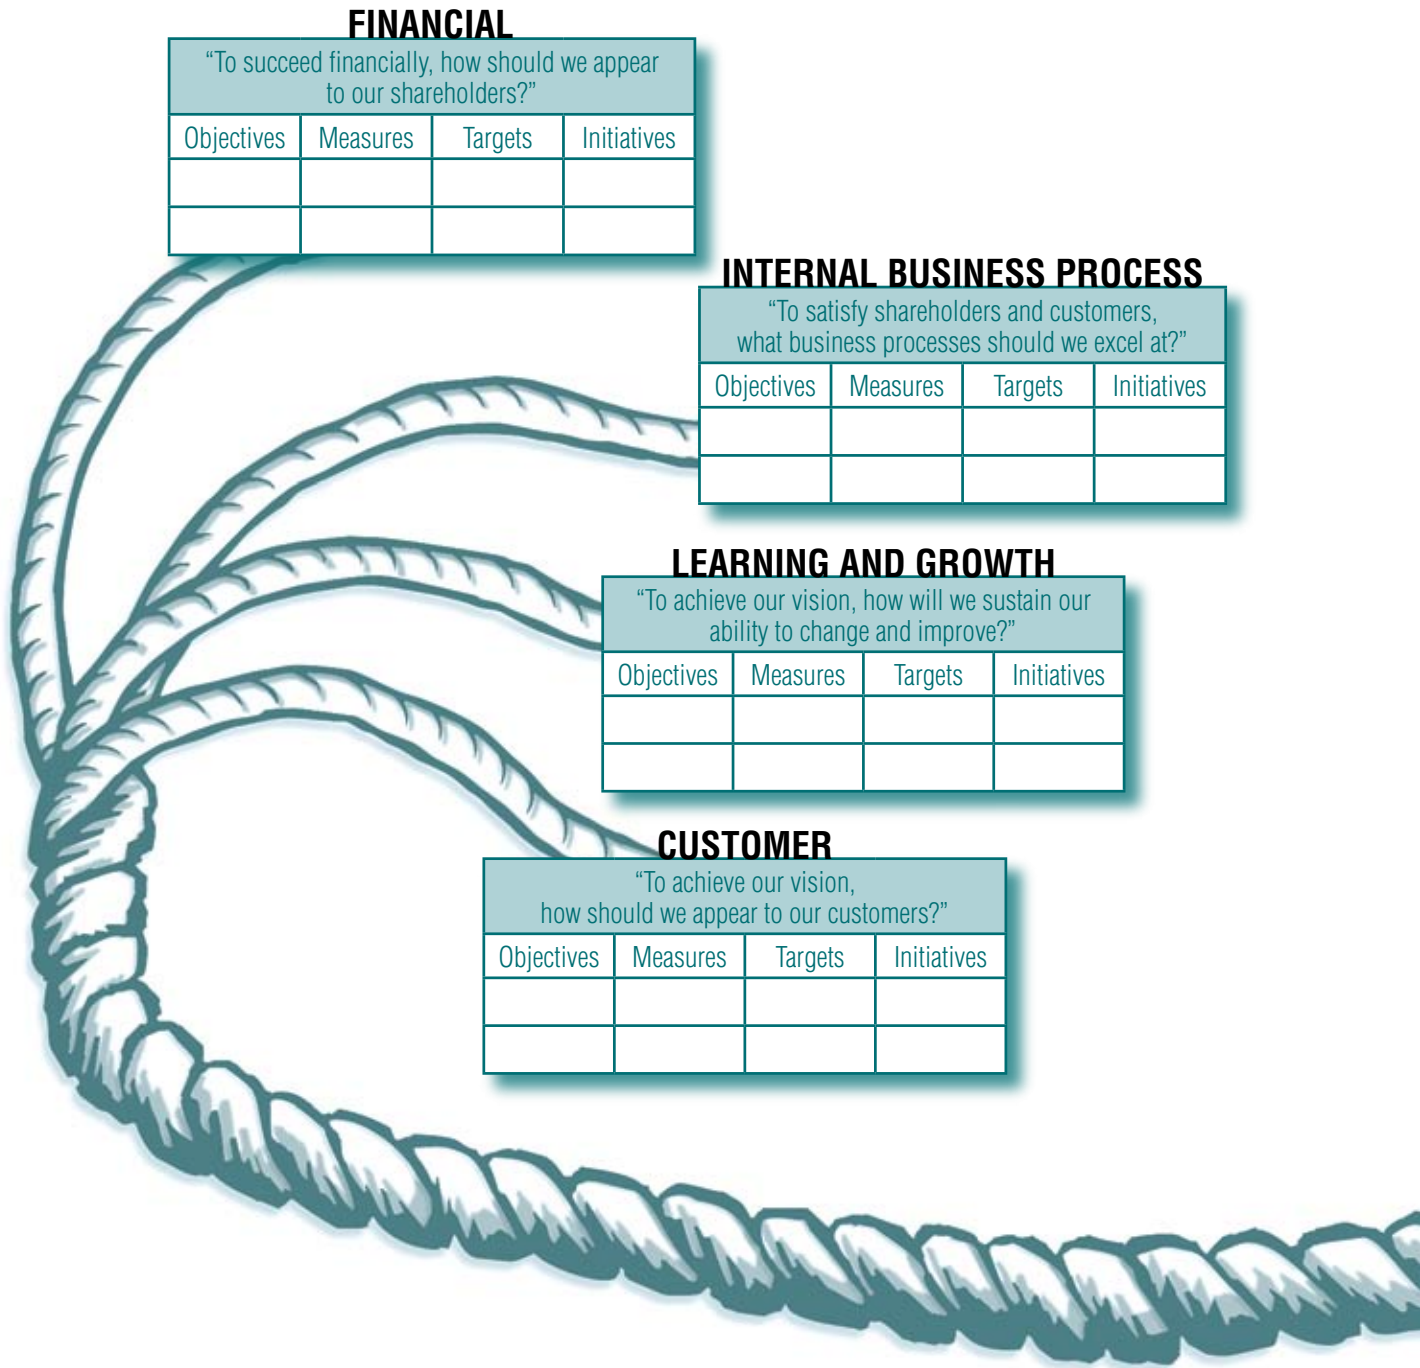 FINANCIAL
“To succeed financially, how should we appear
to our shareholders?”
Objectives Measures Targets Initiatives
INTERNAL BUSINESS PROCESS
“To satisfy shareholders and customers,
what business processes should we excel at?”
Objectives Measures Targets Initiatives
LEARNING AND GROWTH
“To achieve our vision, how will we sustain our
ability to change and improve?”
Objectives Measures Targets Initiatives
CUSTOMER
“To achieve our vision,
how should we appear to our customers?”
Objectives Measures Targets Initiatives